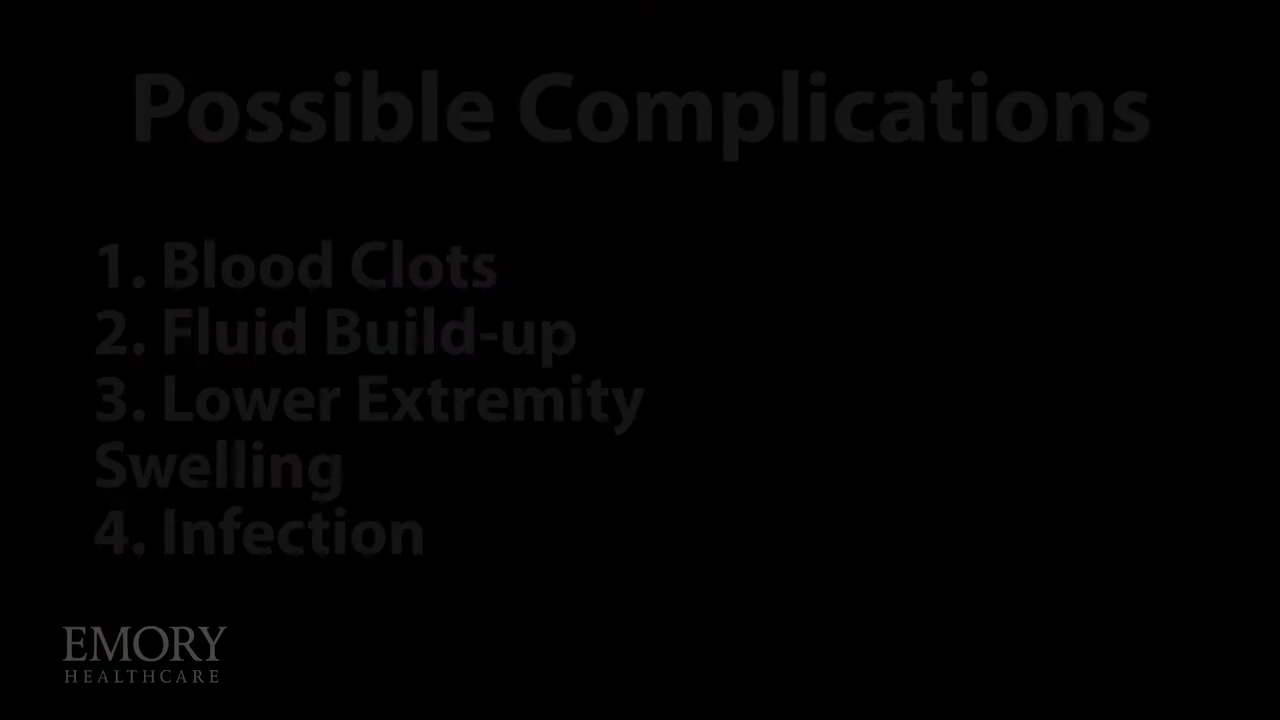 Possible Complications
1. Blood Clots
2. Fluid Build-up
3. Lower Extremity
Swelling
4. Infection
EMORY
HEALTHCARE